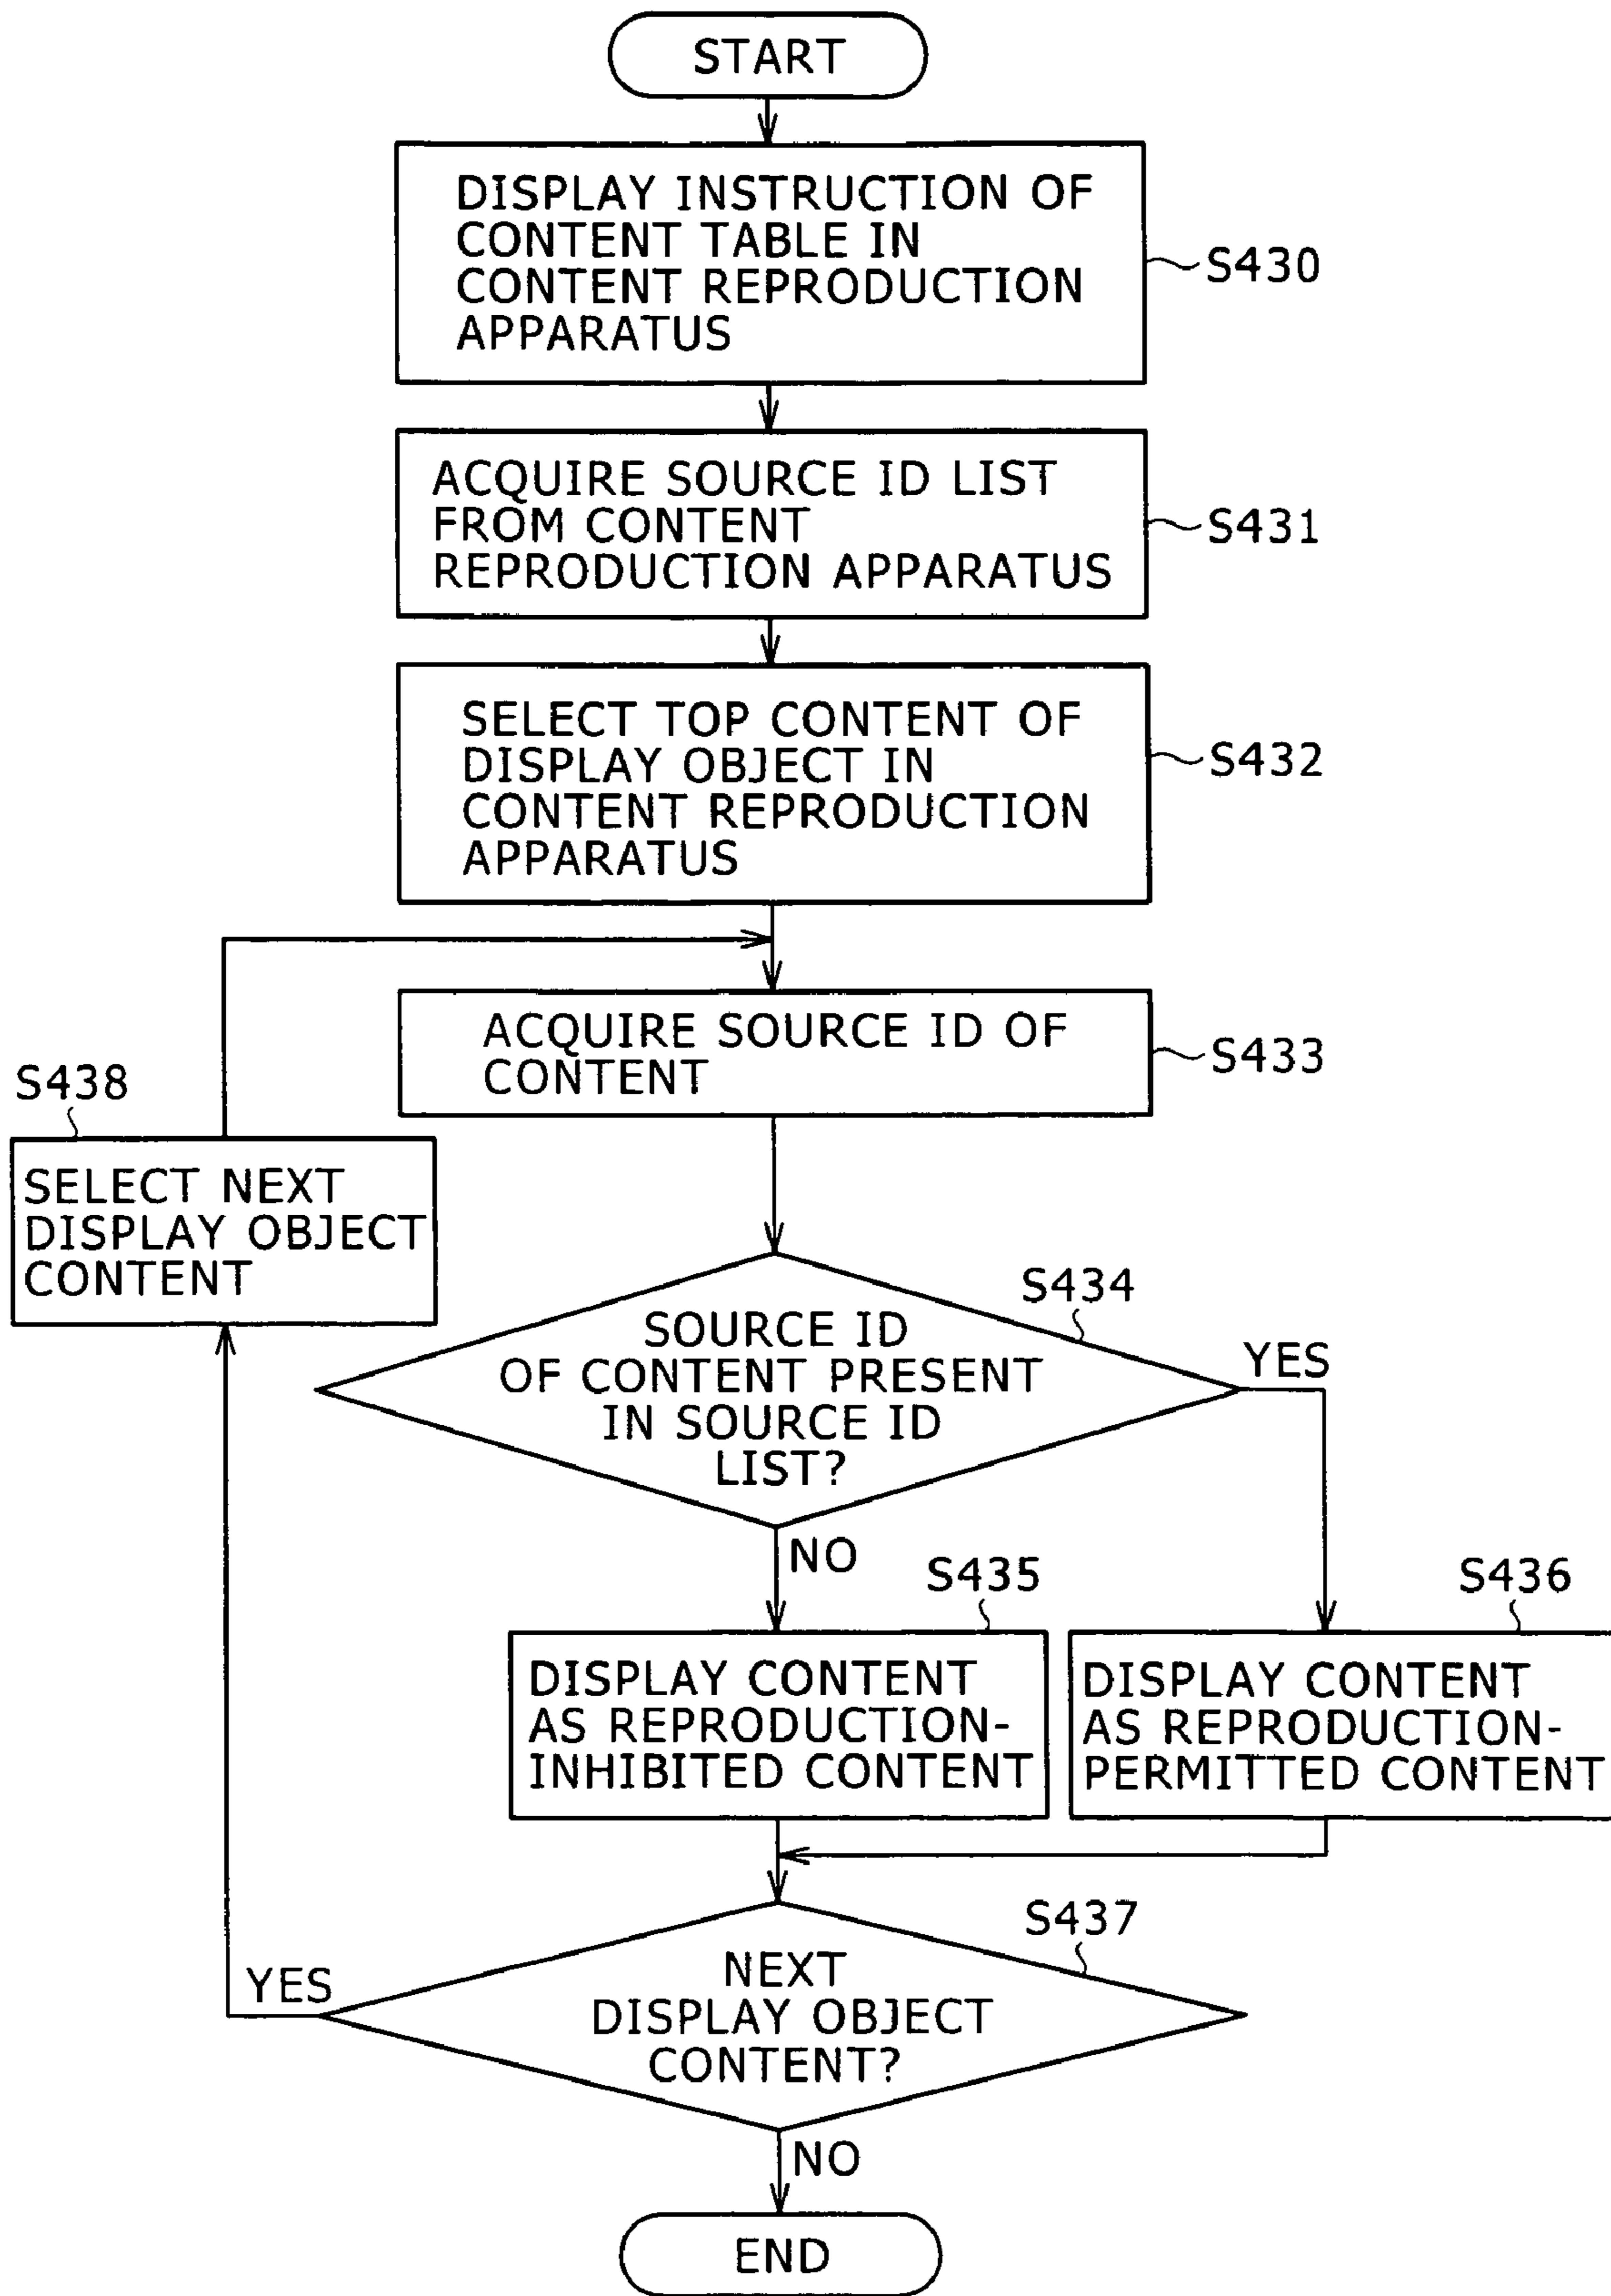 START
DISPLAY INSTRUCTION OF
CONTENT TABLE IN
CONTENT REPRODUCTION
APPARATUS
S430
ACQUIRE SOURCE ID LIST
FROM CONTENT
REPRODUCTION APPARATUS
S431
SELECT TOP CONTENT OF
DISPLAY OBJECT IN
CONTENT REPRODUCTION
APPARATUS
S432
ACQUIRE SOURCE ID OF
CONTENT
S433
S438
SELECT NEXT
DISPLAY OBJECT
CONTENT
S434
SOURCE ID
OF CONTENT PRESENT
IN SOURCE ID
LIST?
YES
NO
S435
DISPLAY CONTENT
AS REPRODUCTION-
INHIBITED CONTENT
S436
DISPLAY CONTENT
AS REPRODUCTION-
PERMITTED CONTENT
S437
NEXT
DISPLAY OBJECT
CONTENT?
YES
NO
END